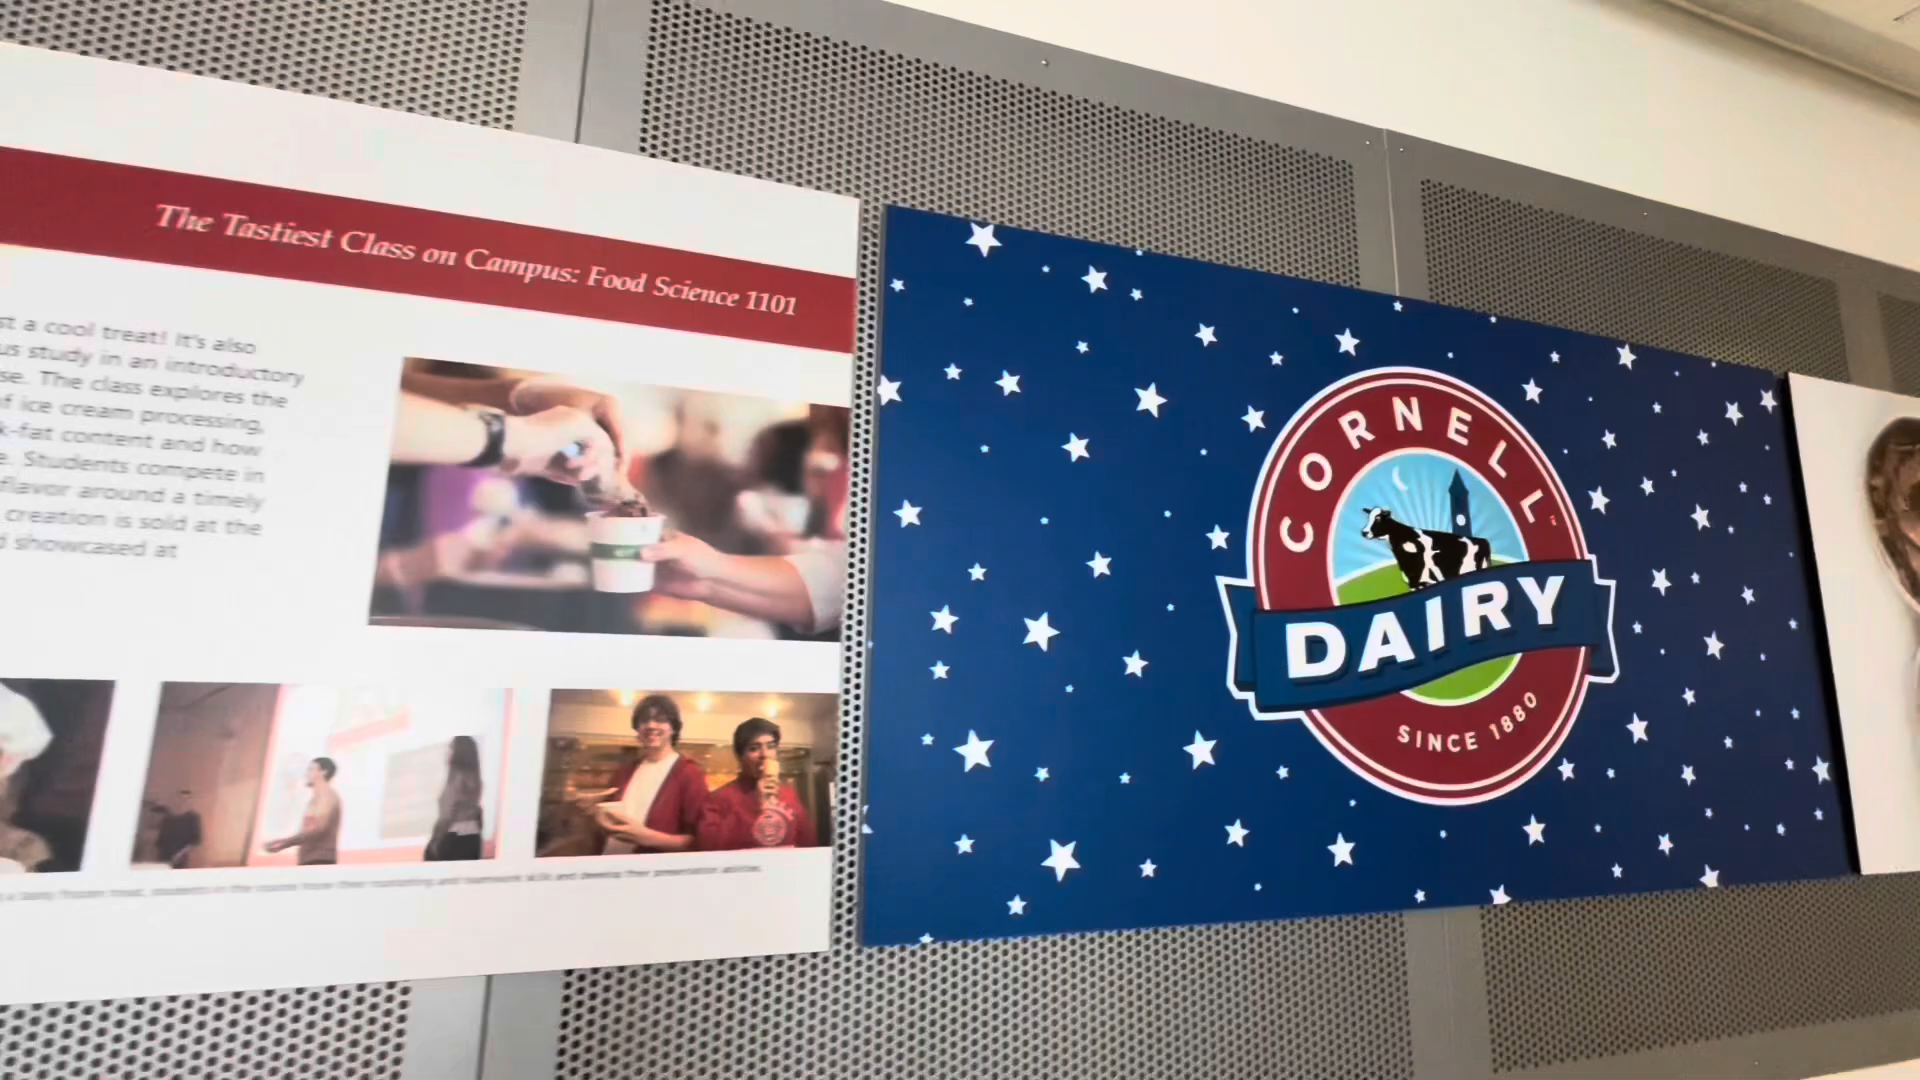 The Tastiest Class on Campus: Food Science 1101
a cool treat! It's also
study in an introductory
The class explores the
ice cream processing,
-fat content and how
Students compete in
flavor around a timely
creation is sold at the
showcased at
CORNELL
DAIRY
SINCE 1880
CORNELL